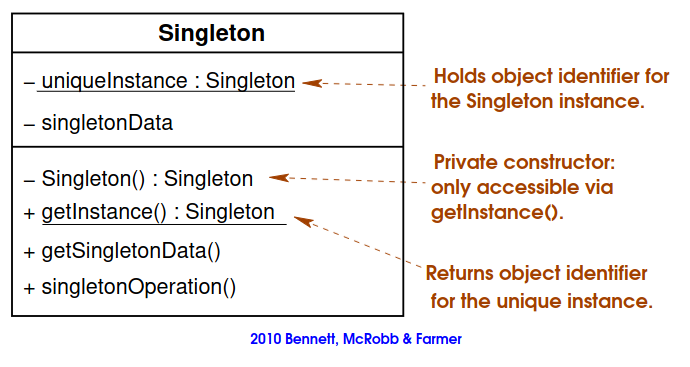 Singleton
– uniqueInstance : Singleton
– singletonData
– Singleton() : Singleton
+ getInstance() : Singleton
+ getSingletonData()
+ singletonOperation()
Holds object identifier for
the Singleton instance.
Private constructor:
only accessible via
getInstance().
Returns object identifier
for the unique instance.
2010 Bennett, McRobb & Farmer